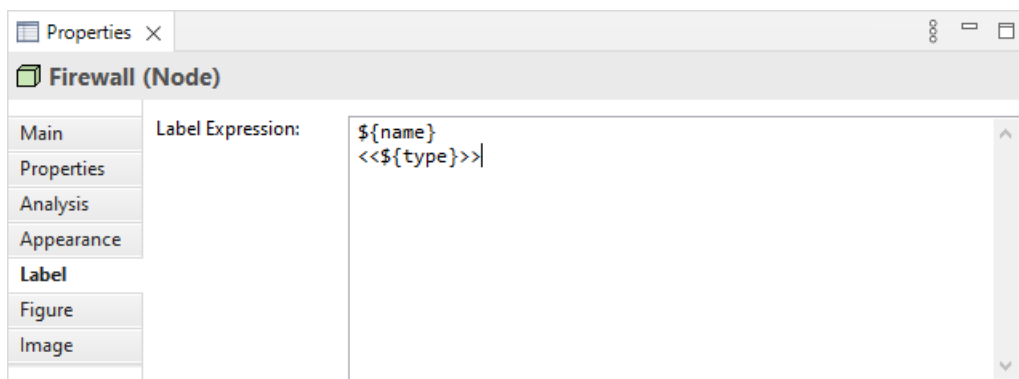 Properties
Firewall (Node)
Main
Properties
Analysis
Appearance
Label
Figure
Image
Label Expression:
${name}
<<${type}>>